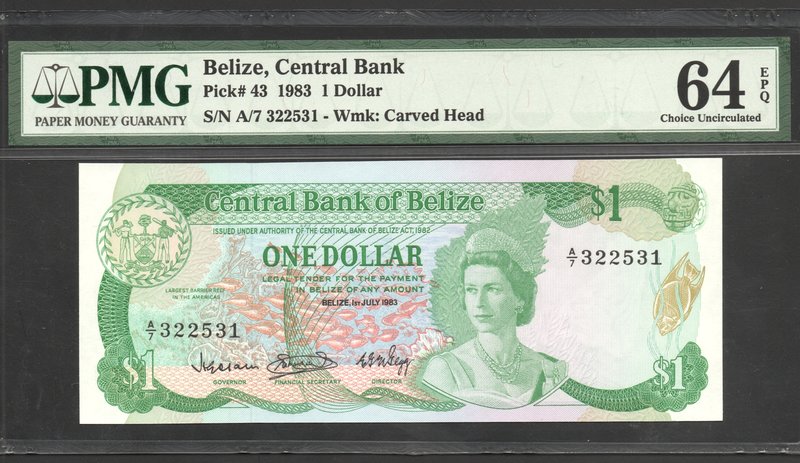 PMG
PAPER MONEY GUARANTY
Belize, Central Bank
Pick# 43 1983 1 Dollar
S/N A/7 322531 - Wmk: Carved Head
64 EPQ
Choice Uncirculated
Central Bank of Belize
$1
ISSUED UNDER AUTHORITY OF THE CENTRAL BANK OF BELIZE ACT, 1982
ONE DOLLAR
A/7 322531
LEGAL TENDER FOR THE PAYMENT
IN BELIZE OF ANY AMOUNT
LARGEST BARRIER REEF
IN THE AMERICAS
BELIZE, 1ST JULY 1983
A/7 322531
GOVERNOR
FINANCIAL SECRETARY
DIRECTOR
$1
$1